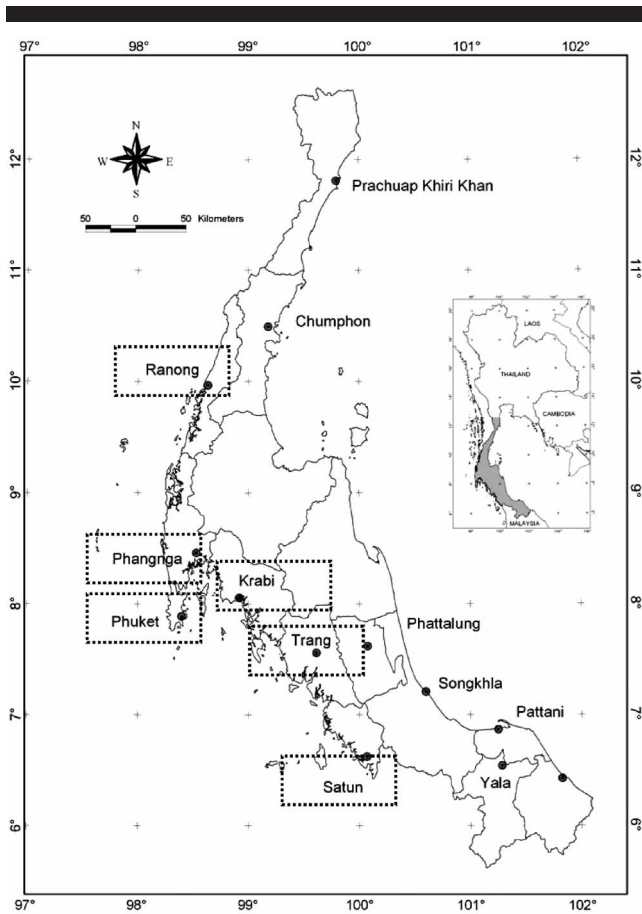 97° 98° 99° 100° 101° 102°
N
W E
S
12° 12°
Prachuap Khiri Khan
50 0 50 Kilometers
11° 11°
Chumphon
LAOS
Ranong
10° 10°
THAILAND
CAMBODIA
9° 9°
MALAYSIA
Phangnga
Krabi
8° 8°
Phuket
Phattalung
Trang
Songkhla
7° 7°
Pattani
Yala
Satun
6° 6°
97° 98° 99° 100° 101° 102°